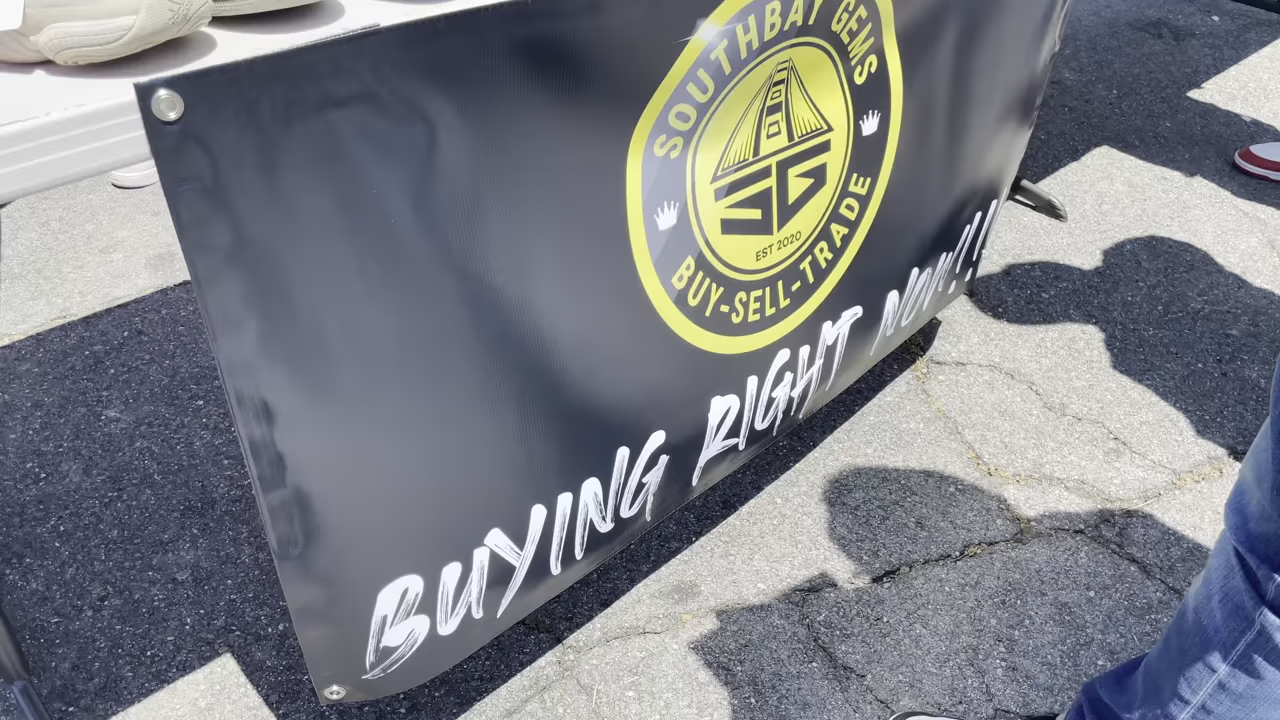 SOUTHBAY GEMS
SG
EST 2020
BUY-SELL-TRADE
BUYING RIGHT NOW!!!